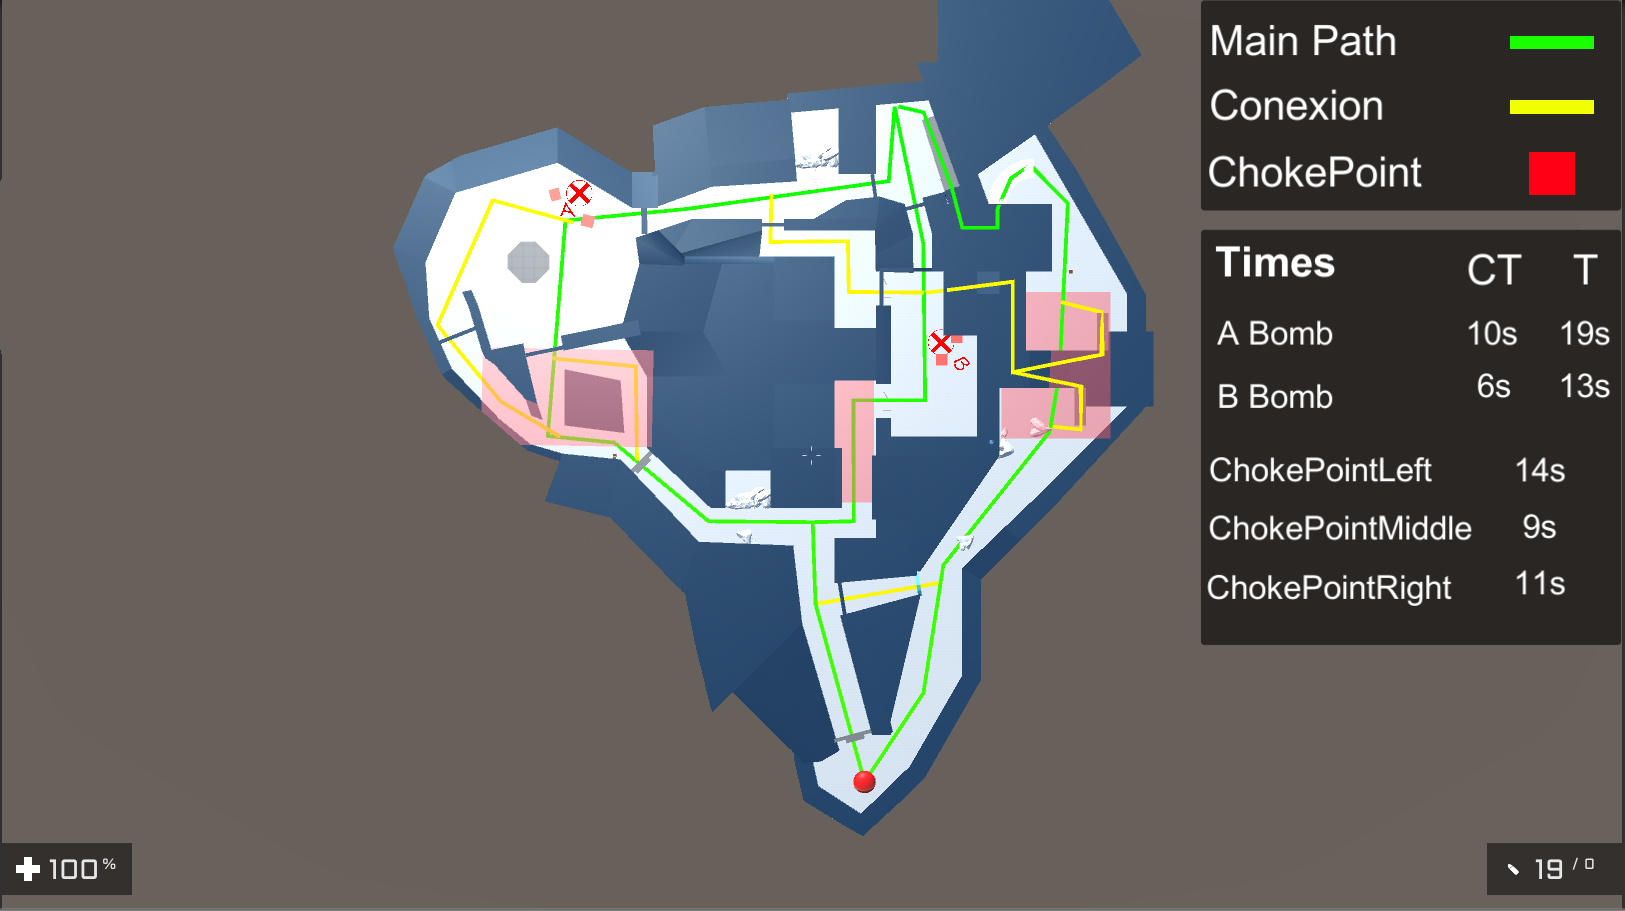 Main Path
Conexion
ChokePoint
Times CT T
A Bomb 10s 19s
B Bomb 6s 13s
ChokePointLeft 14s
ChokePointMiddle 9s
ChokePointRight 11s
A
B
100%
19 / 0